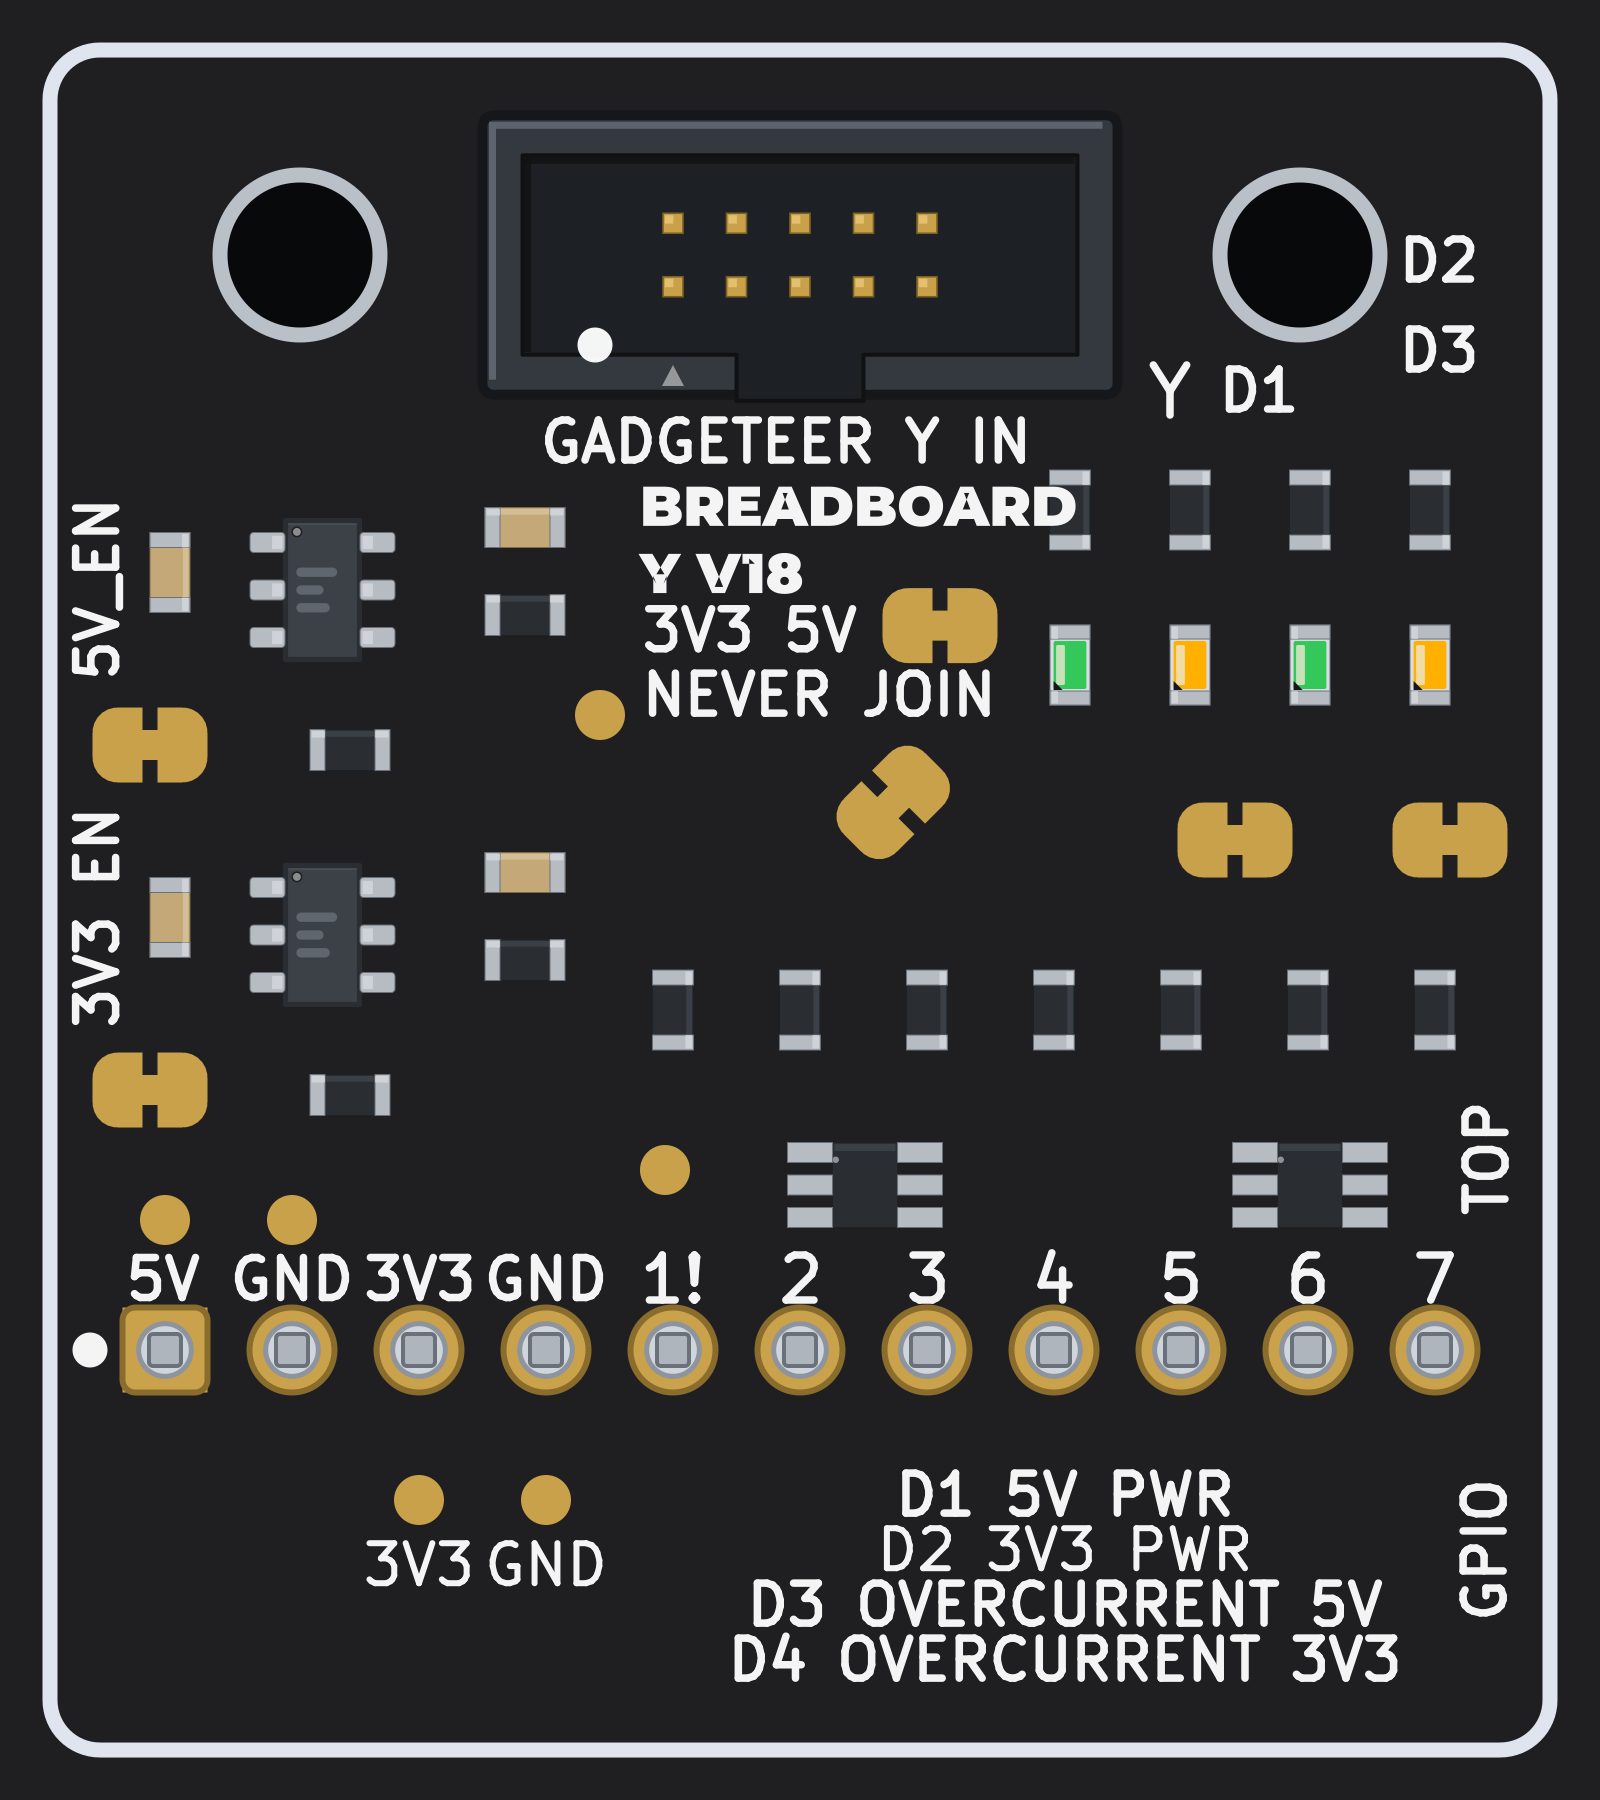 D2
D3
Y D1
GADGETEER Y IN
BREADBOARD
Y V18
3V3 5V
NEVER JOIN
5V_EN
3V3 EN
TOP
5V GND 3V3 GND 1! 2 3 4 5 6 7
3V3 GND
D1 5V PWR
D2 3V3 PWR
D3 OVERCURRENT 5V
D4 OVERCURRENT 3V3
GPIO